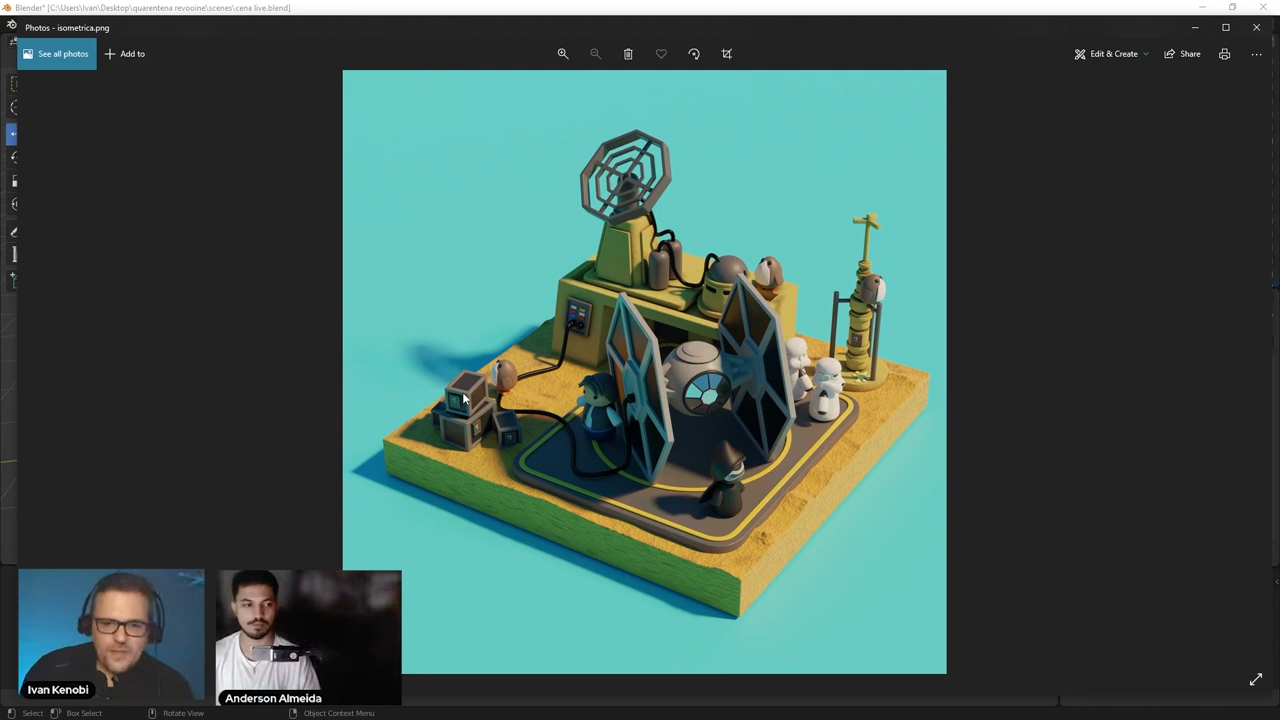 Blender* [C:\Users\Ivan\Desktop\quarentena revooine\scenes\cena live.blend]
Photos - isometrica.png
See all photos
Add to
Edit & Create
Share
Ivan Kenobi
Anderson Almeida
Select
Box Select
Rotate View
Object Context Menu